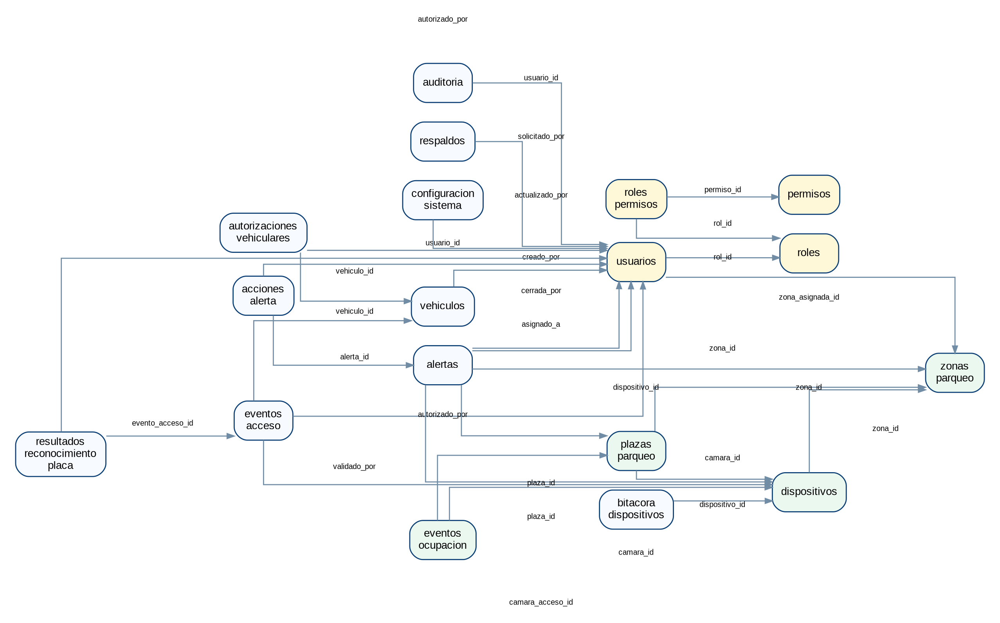 autorizado_por
auditoria
usuario_id
respaldos
solicitado_por
configuracion
sistema
actualizado_por
roles
permisos
permiso_id
permisos
autorizaciones
vehiculares
rol_id
usuario_id
creado_por
usuarios
rol_id
roles
vehiculo_id
acciones
alerta
cerrada_por
zona_asignada_id
vehiculo_id
vehiculos
asignado_a
alerta_id
alertas
zona_id
zonas
parqueo
dispositivo_id
zona_id
eventos
acceso
autorizado_por
evento_acceso_id
zona_id
resultados
reconocimiento
placa
plazas
parqueo
camara_id
validado_por
plaza_id
dispositivos
bitacora
dispositivos
dispositivo_id
plaza_id
eventos
ocupacion
camara_id
camara_acceso_id